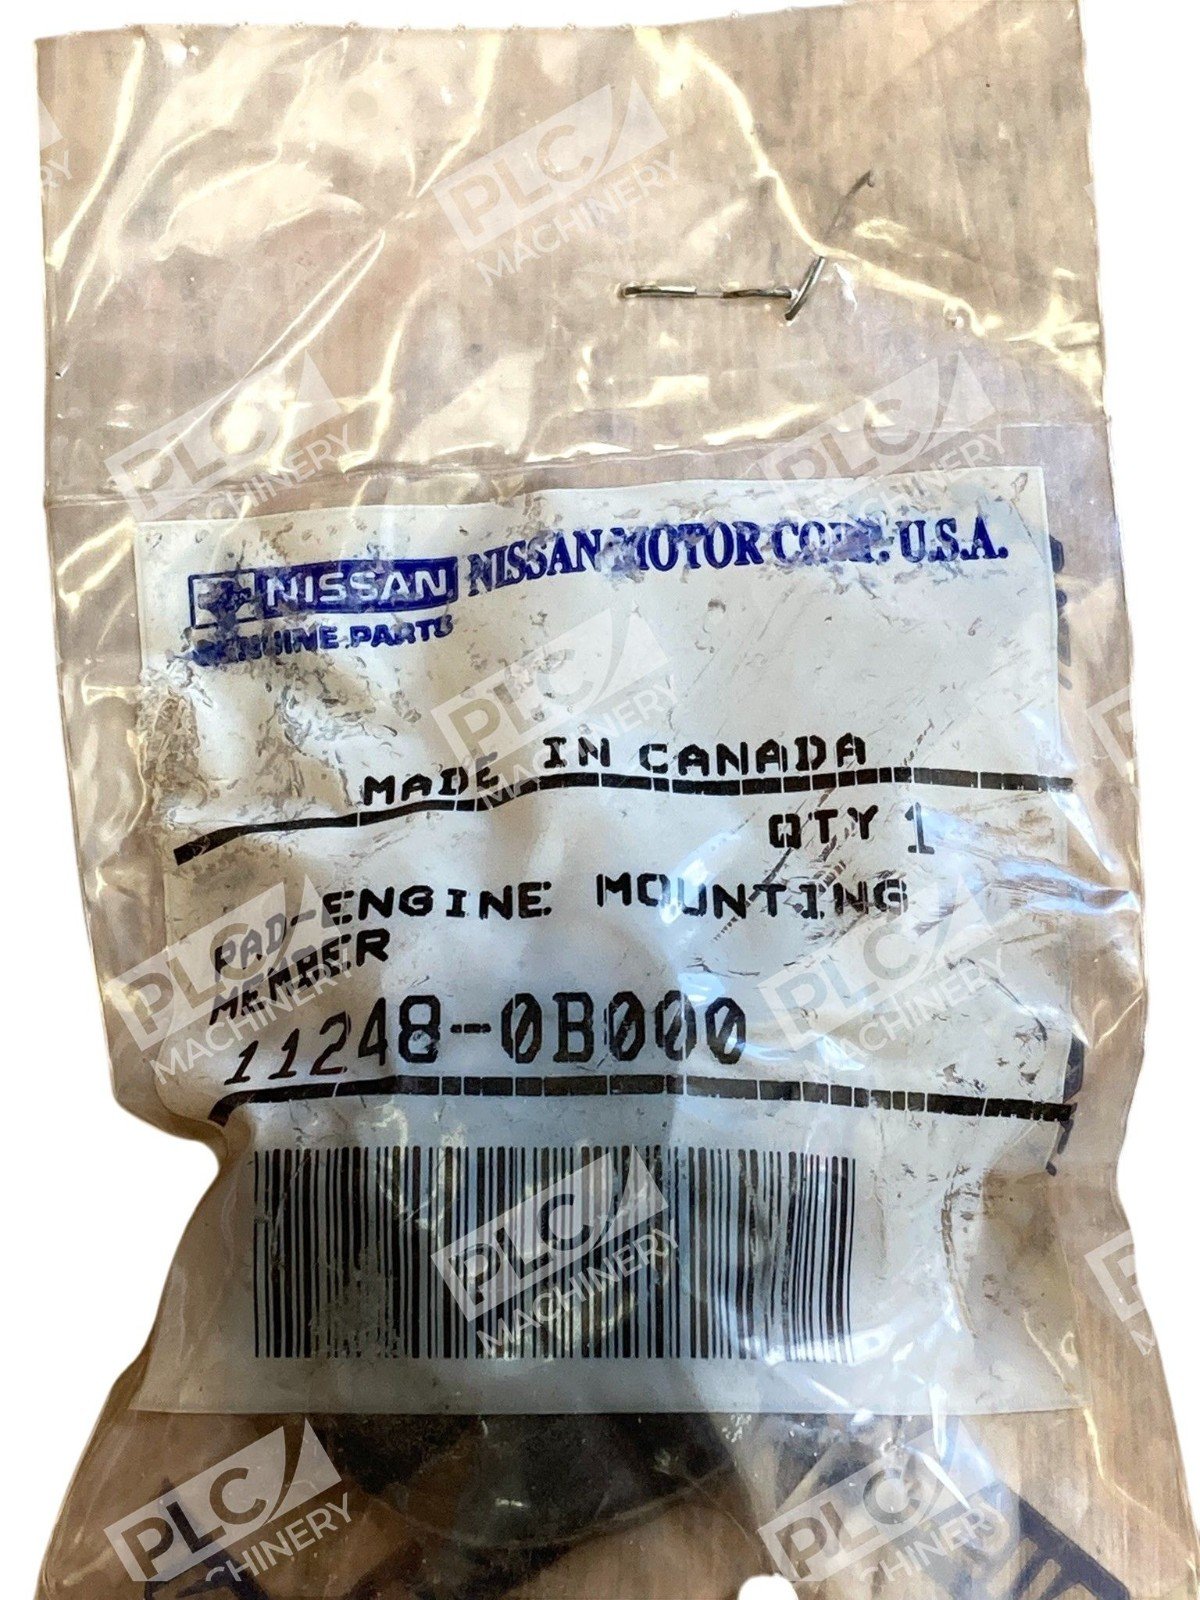 NISSAN NISSAN MOTOR CORP. U.S.A.
GENUINE PARTS
MADE IN CANADA
QTY 1
PAD-ENGINE MOUNTING
MEMBER
11248-0B000
PLC MACHINERY